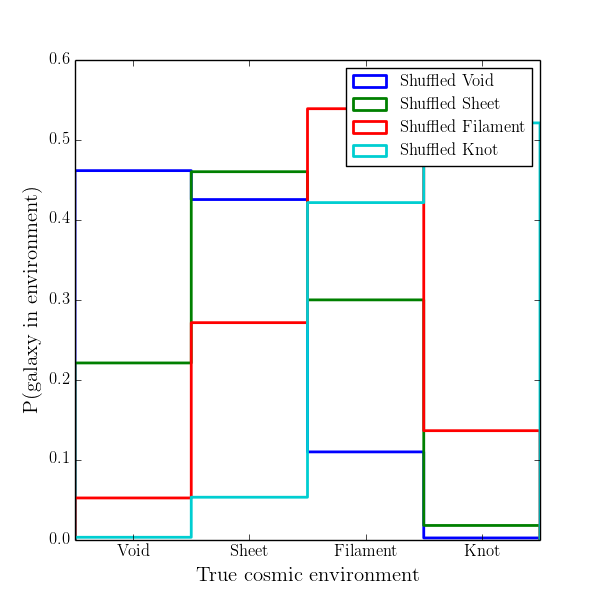 0.6
0.5
0.4
0.3
0.2
0.1
0.0
P(galaxy in environment)
Shuffled Void
Shuffled Sheet
Shuffled Filament
Shuffled Knot
Void Sheet Filament Knot
True cosmic environment